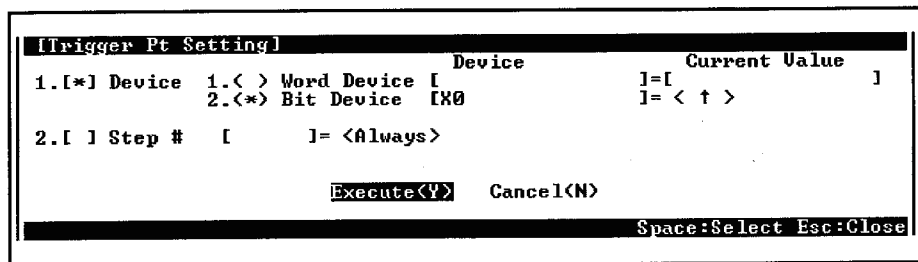 [Trigger Pt Setting]
Device Current Value
1.[*] Device 1.< > Word Device [ ]=[ ]
2.<*> Bit Device [X0 ]= < ↑ >
2.[ ] Step # [ ]= <Always>
Execute<Y> Cancel<N>
Space:Select Esc:Close